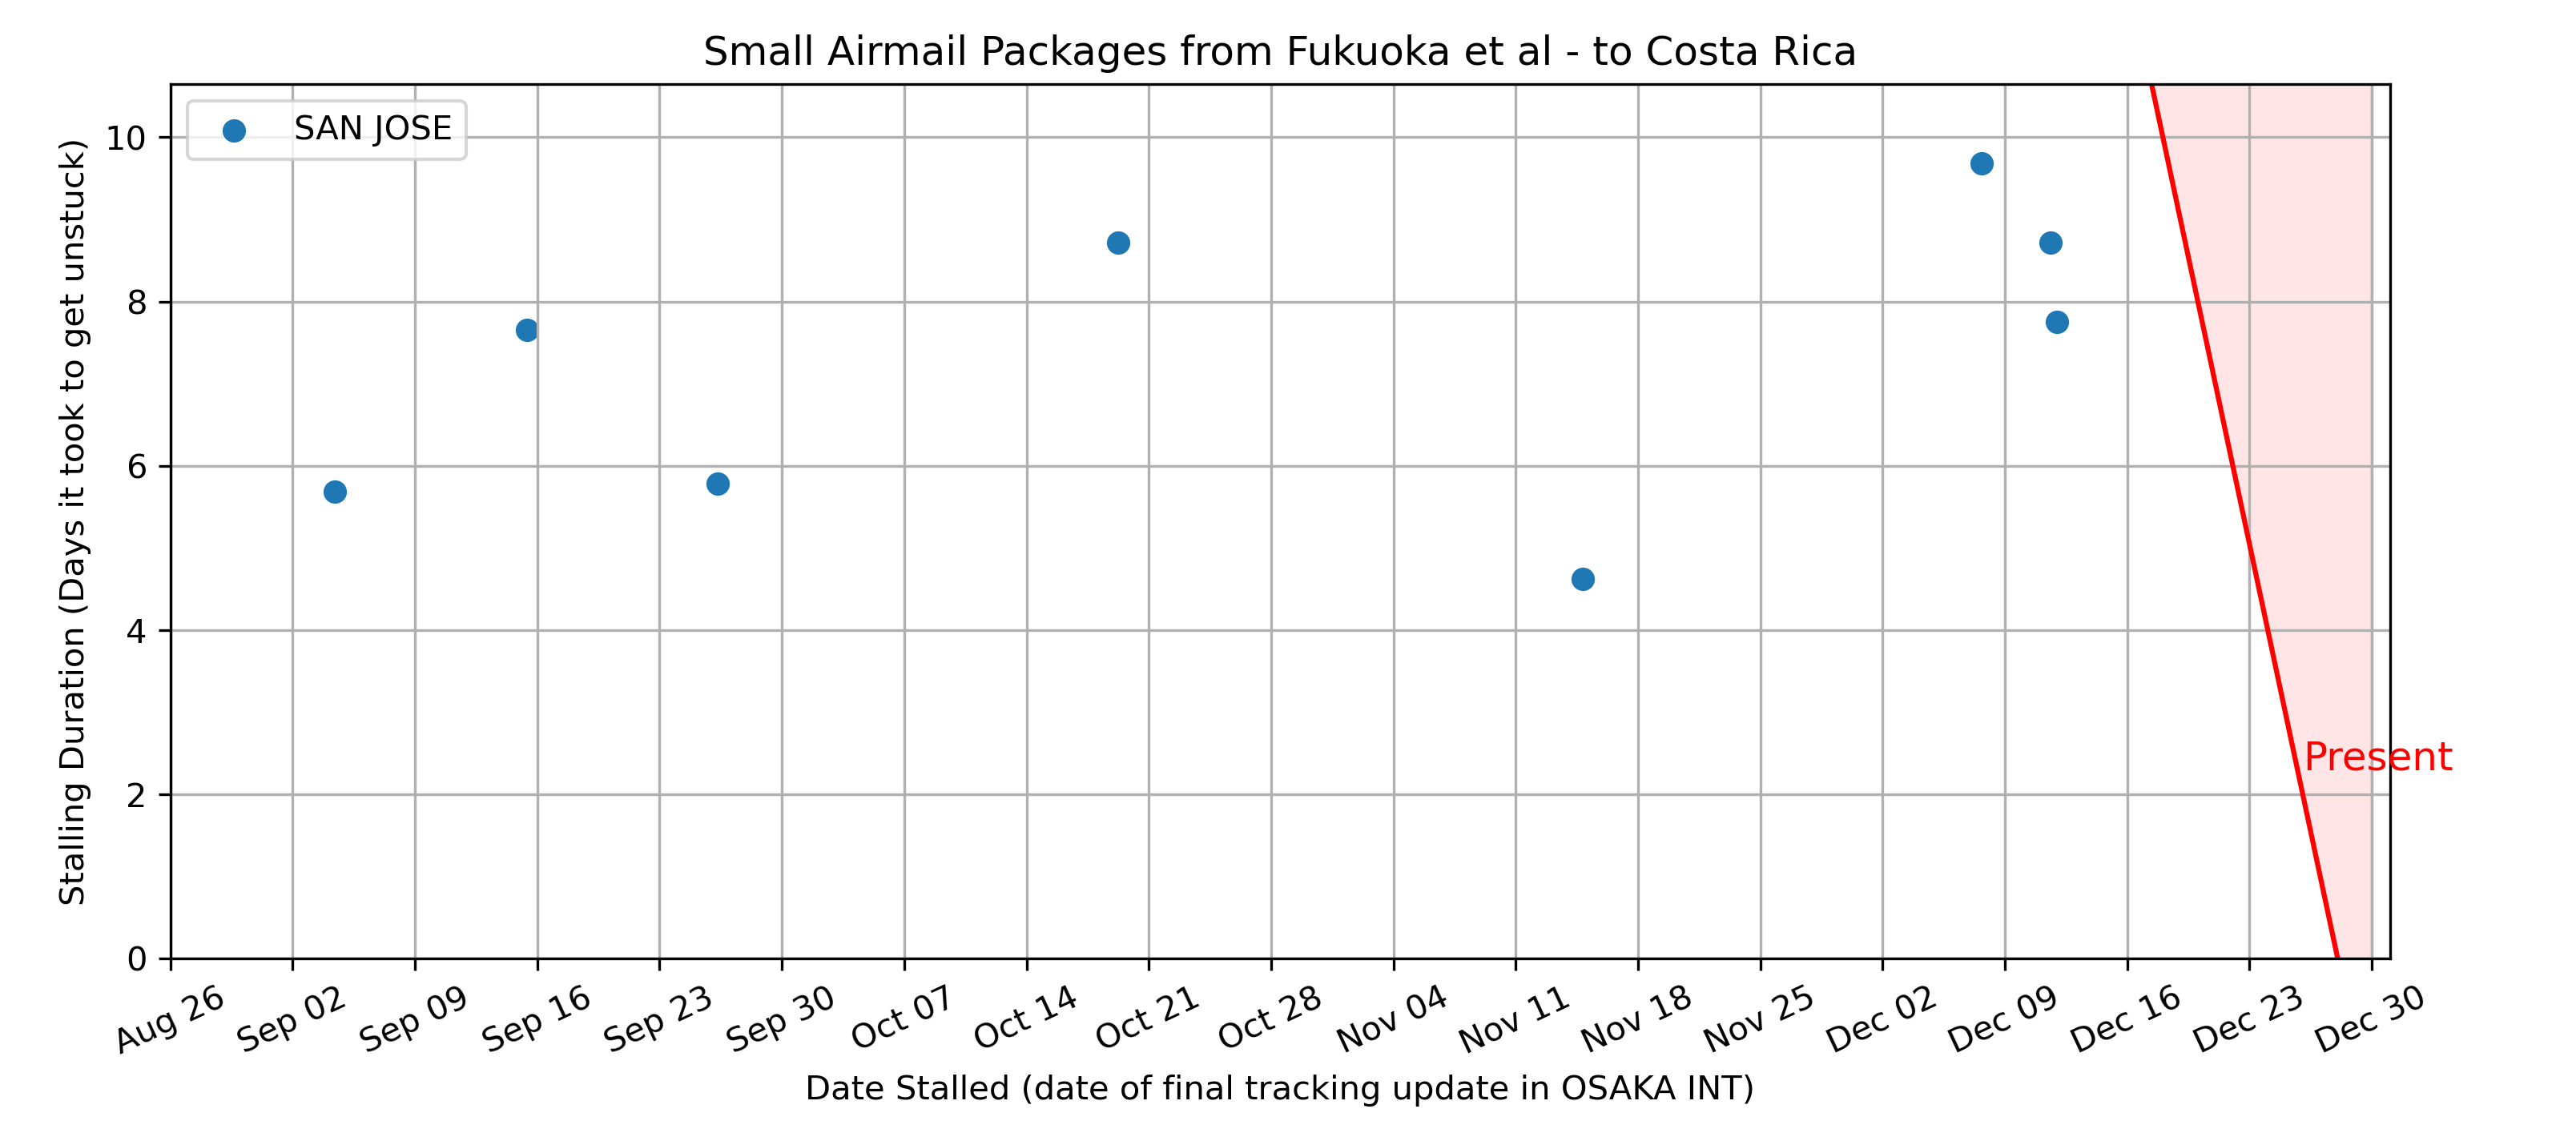 Small Airmail Packages from Fukuoka et al - to Costa Rica
SAN JOSE
Stalling Duration (Days it took to get unstuck)
10
8
6
4
2
0
Present
Aug 26
Sep 02
Sep 09
Sep 16
Sep 23
Sep 30
Oct 07
Oct 14
Oct 21
Oct 28
Nov 04
Nov 11
Nov 18
Nov 25
Dec 02
Dec 09
Dec 16
Dec 23
Dec 30
Date Stalled (date of final tracking update in OSAKA INT)